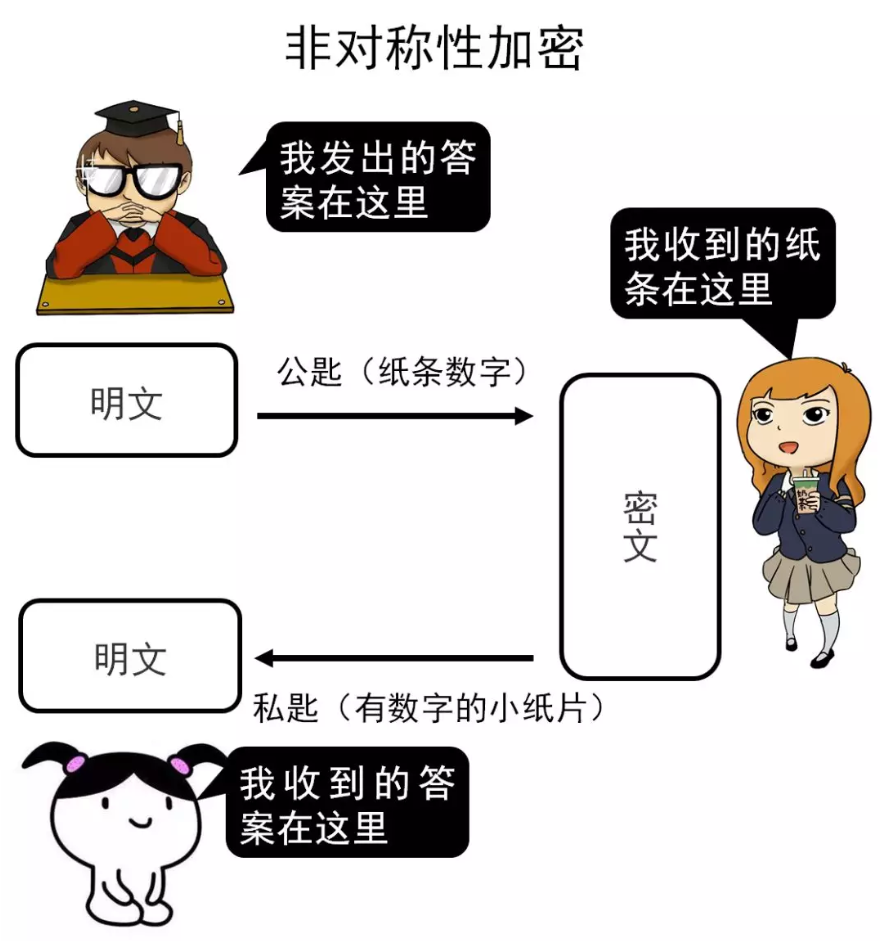 非对称性加密
我发出的答
案在这里
我收到的纸
条在这里
公匙（纸条数字）
明文
密
文
奶
茶
明文
私匙（有数字的小纸片）
我收到的答
案在这里